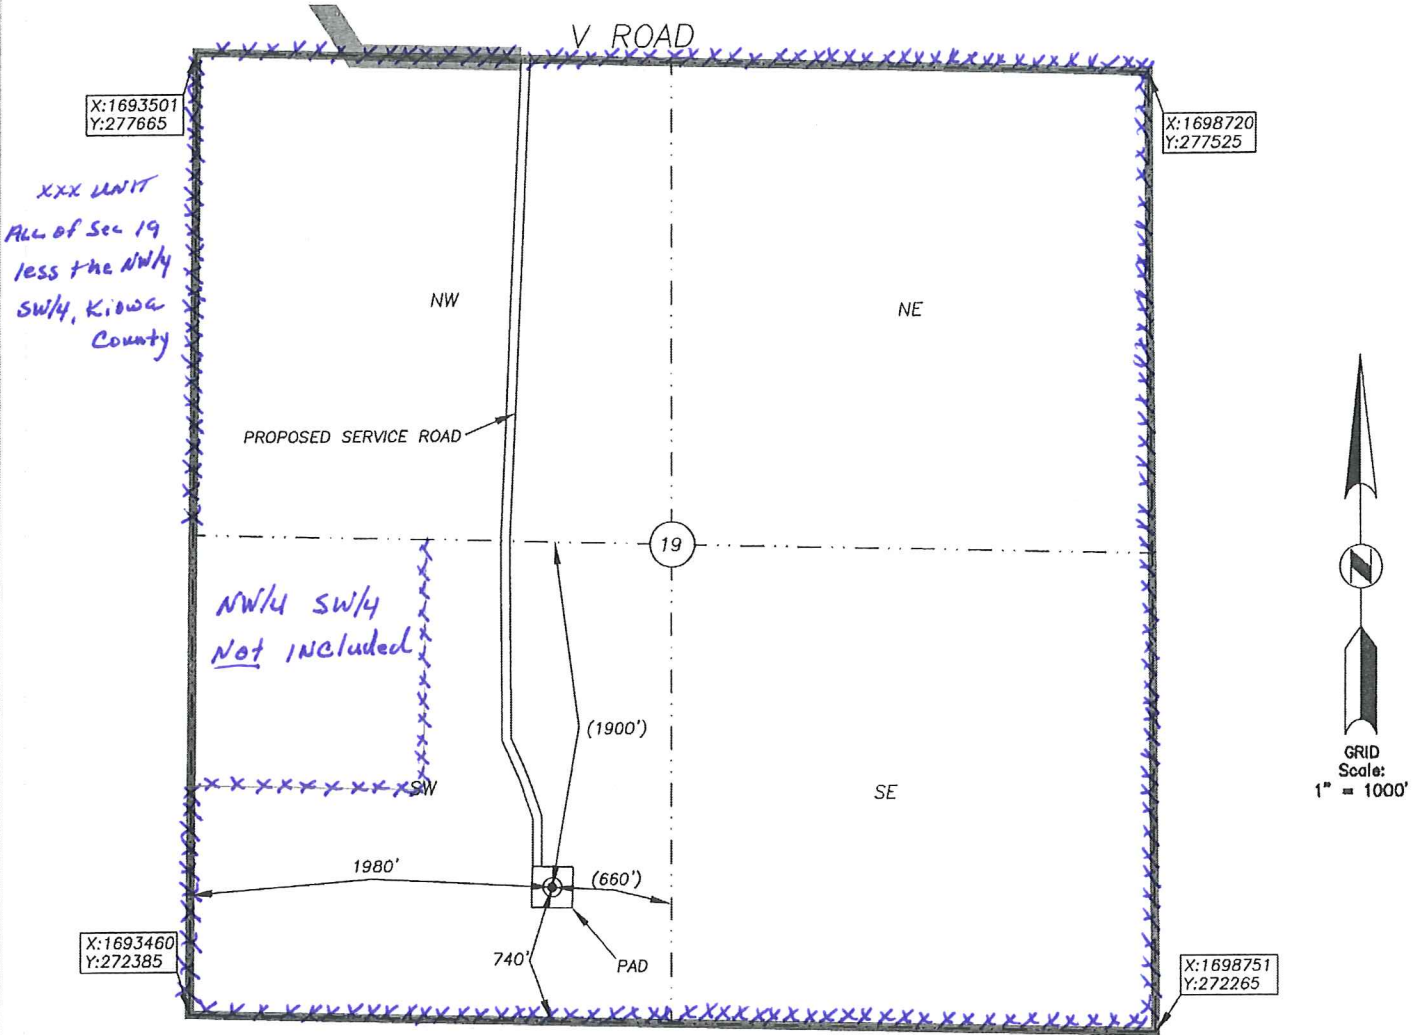 V ROAD
X:1693501
Y:277665
X:1698720
Y:277525
xxx UNIT
ALL of Sec 19
less the NW/4
SW/4, Kiowa
County
NW
NE
PROPOSED SERVICE ROAD
19
NW/4 SW/4
Not INCluded
(1900')
SW
SE
N
GRID
Scale:
1" = 1000'
1980'
(660')
740'
PAD
X:1693460
Y:272385
X:1698751
Y:272265